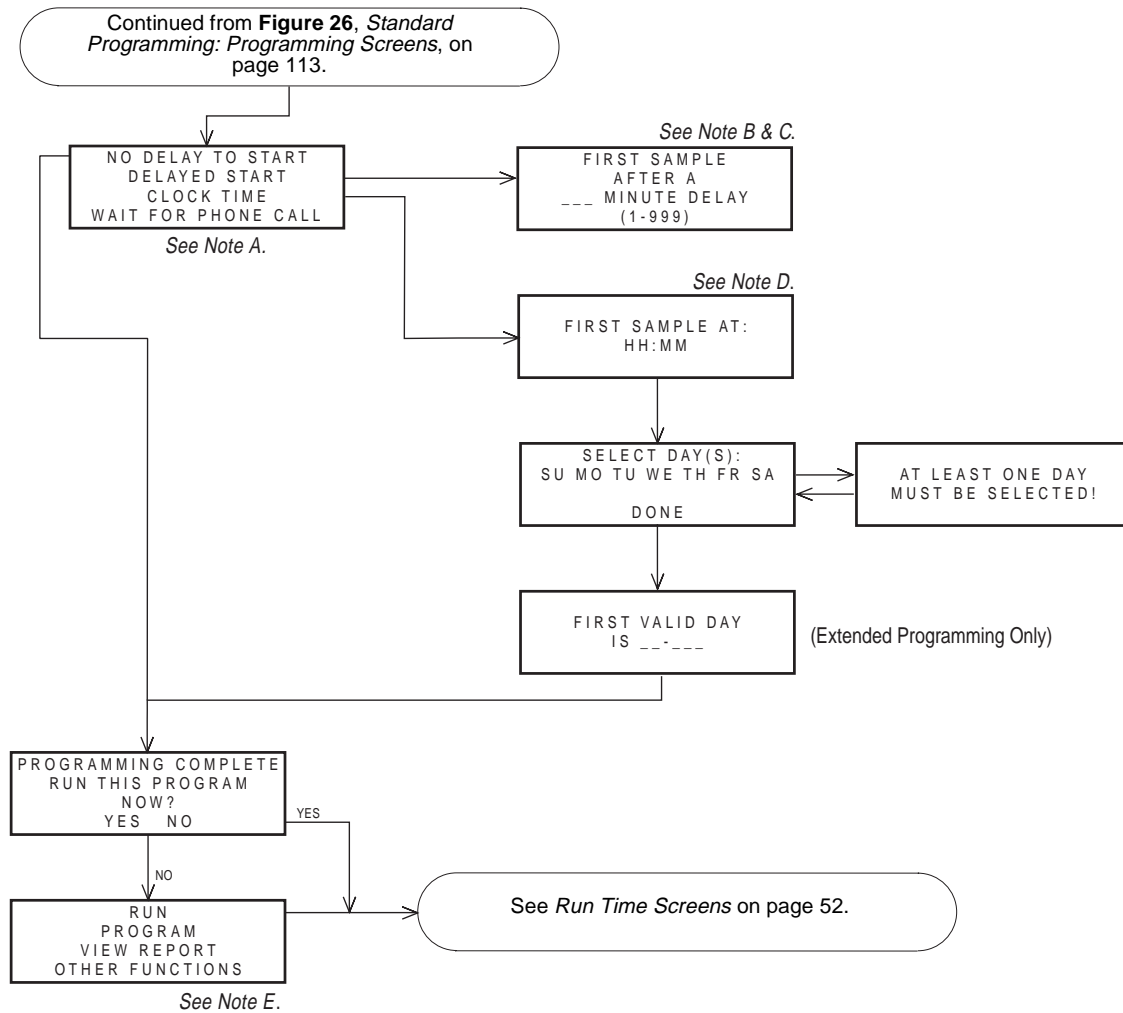 Continued from Figure 26, Standard
Programming: Programming Screens, on
page 113.
NO DELAY TO START
DELAYED START
CLOCK TIME
WAIT FOR PHONE CALL
See Note A.
See Note B & C.
FIRST SAMPLE
AFTER A
___ MINUTE DELAY
(1-999)
See Note D.
FIRST SAMPLE AT:
HH:MM
SELECT DAY(S):
SU MO TU WE TH FR SA
DONE
AT LEAST ONE DAY
MUST BE SELECTED!
FIRST VALID DAY
IS __-___
(Extended Programming Only)
PROGRAMMING COMPLETE
RUN THIS PROGRAM
NOW?
YES NO
YES
NO
RUN
PROGRAM
VIEW REPORT
OTHER FUNCTIONS
See Note E.
See Run Time Screens on page 52.